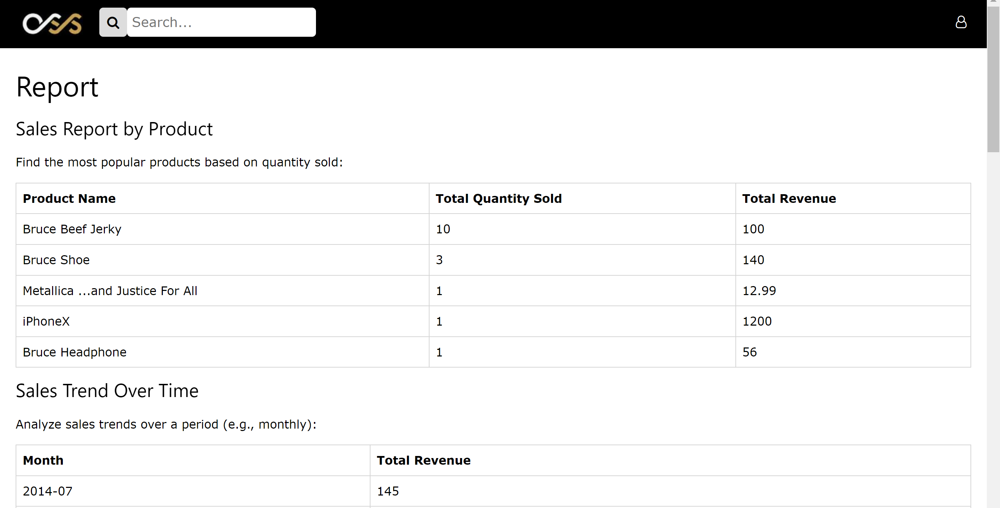 OSS
Search...
Report
Sales Report by Product
Find the most popular products based on quantity sold:
Product Name Total Quantity Sold Total Revenue
Bruce Beef Jerky 10 100
Bruce Shoe 3 140
Metallica ...and Justice For All 1 12.99
iPhoneX 1 1200
Bruce Headphone 1 56
Sales Trend Over Time
Analyze sales trends over a period (e.g., monthly):
Month Total Revenue
2014-07 145